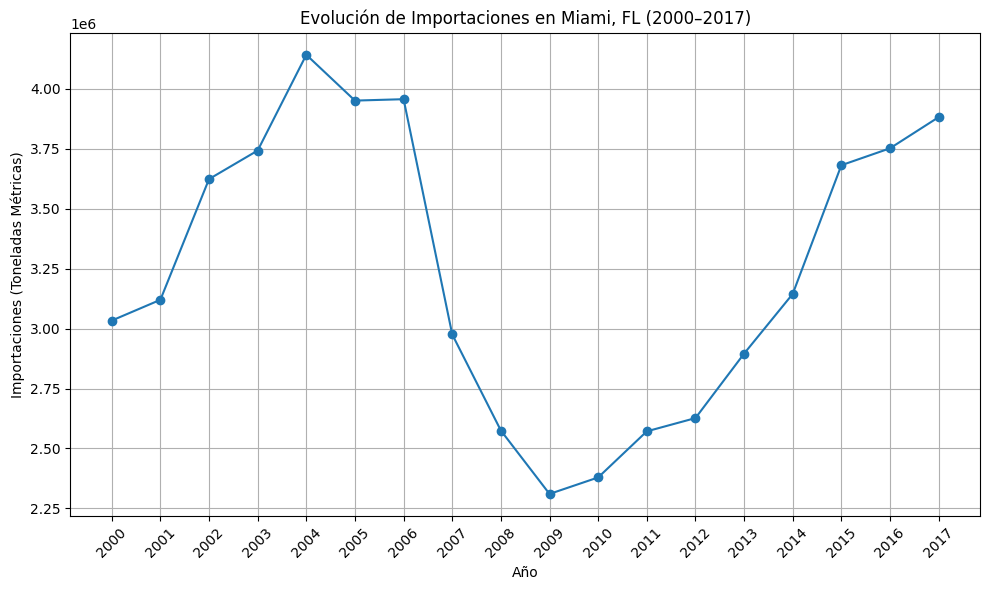 Evolución de Importaciones en Miami, FL (2000–2017)
1e6
4.00
3.75
3.50
3.25
3.00
2.75
2.50
2.25
Importaciones (Toneladas Métricas)
2000 2001 2002 2003 2004 2005 2006 2007 2008 2009 2010 2011 2012 2013 2014 2015 2016 2017
Año